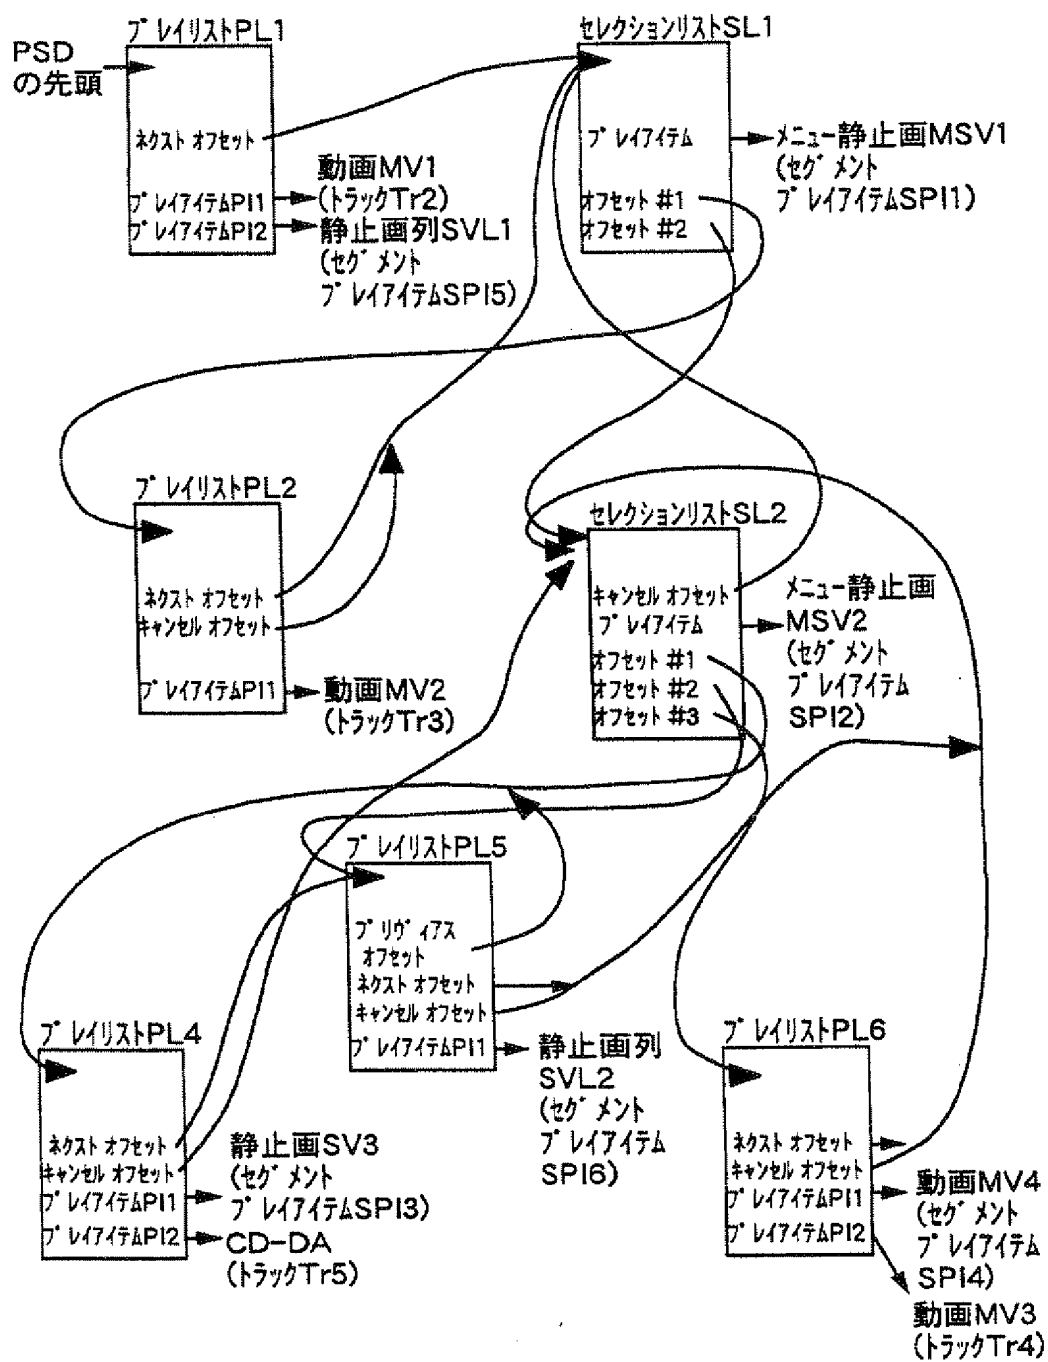 PSD
の先頭
プレイリストPL1
ネクスト オフセット
プレイアイテムPI1
プレイアイテムPI2
動画MV1
(トラックTr2)
静止画列SVL1
(セグメント
プレイアイテムSPI5)
セレクションリストSL1
プレイアイテム
オフセット #1
オフセット #2
メニュー静止画MSV1
(セグメント
プレイアイテムSPI1)
プレイリストPL2
ネクスト オフセット
キャンセル オフセット
プレイアイテムPI1
動画MV2
(トラックTr3)
セレクションリストSL2
キャンセル オフセット
プレイアイテム
オフセット #1
オフセット #2
オフセット #3
メニュー静止画
MSV2
(セグメント
プレイアイテム
SPI2)
プレイリストPL5
プリヴィアス
オフセット
ネクスト オフセット
キャンセル オフセット
プレイアイテムPI1
静止画列
SVL2
(セグメント
プレイアイテム
SPI6)
プレイリストPL4
ネクスト オフセット
キャンセル オフセット
プレイアイテムPI1
プレイアイテムPI2
静止画SV3
(セグメント
プレイアイテムSPI3)
CD-DA
(トラックTr5)
プレイリストPL6
ネクスト オフセット
キャンセル オフセット
プレイアイテムPI1
プレイアイテムPI2
動画MV4
(セグメント
プレイアイテム
SPI4)
動画MV3
(トラックTr4)